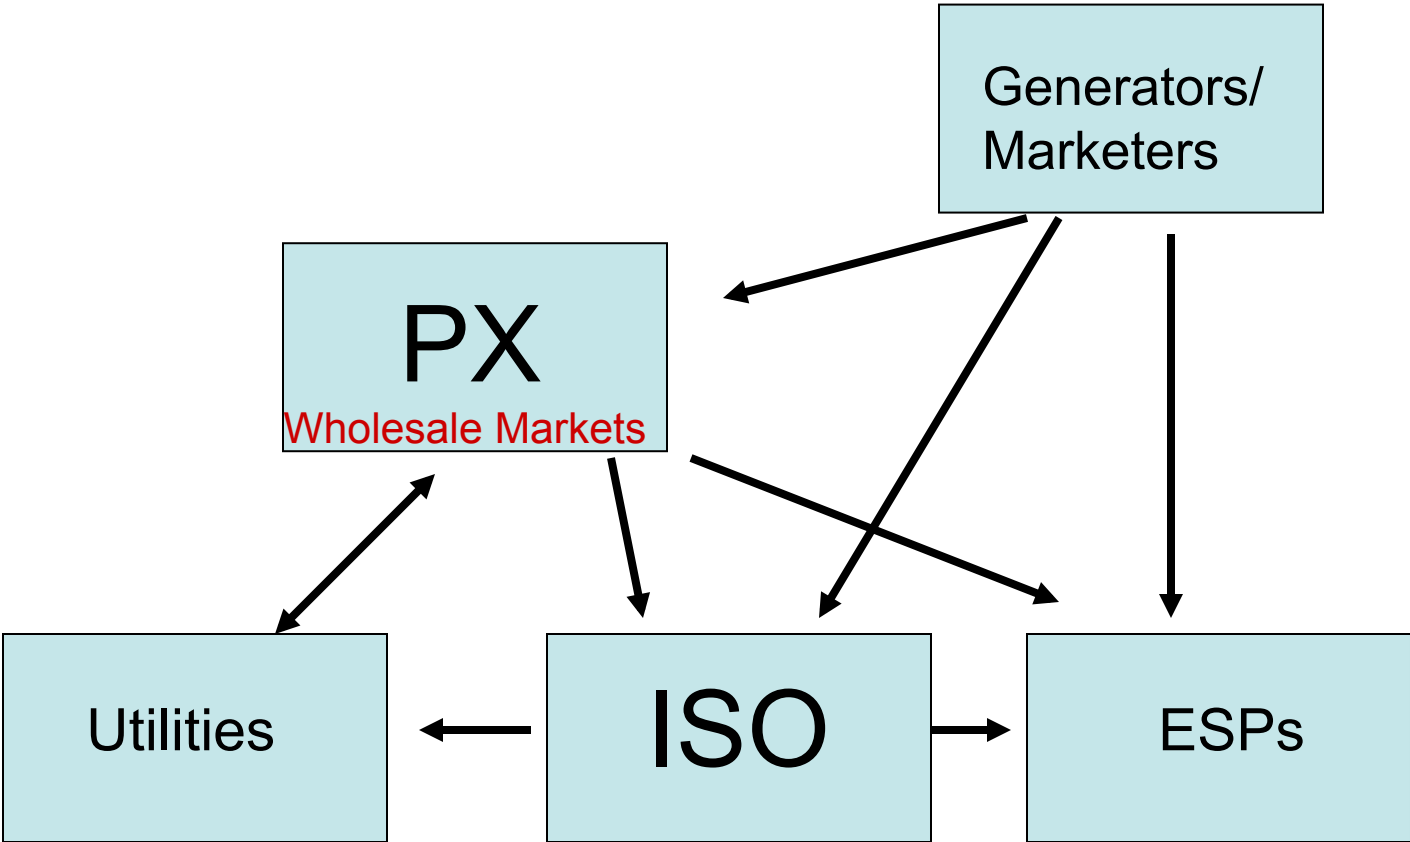 Generators/
Marketers
PX
Wholesale Markets
Utilities
ISO
ESPs